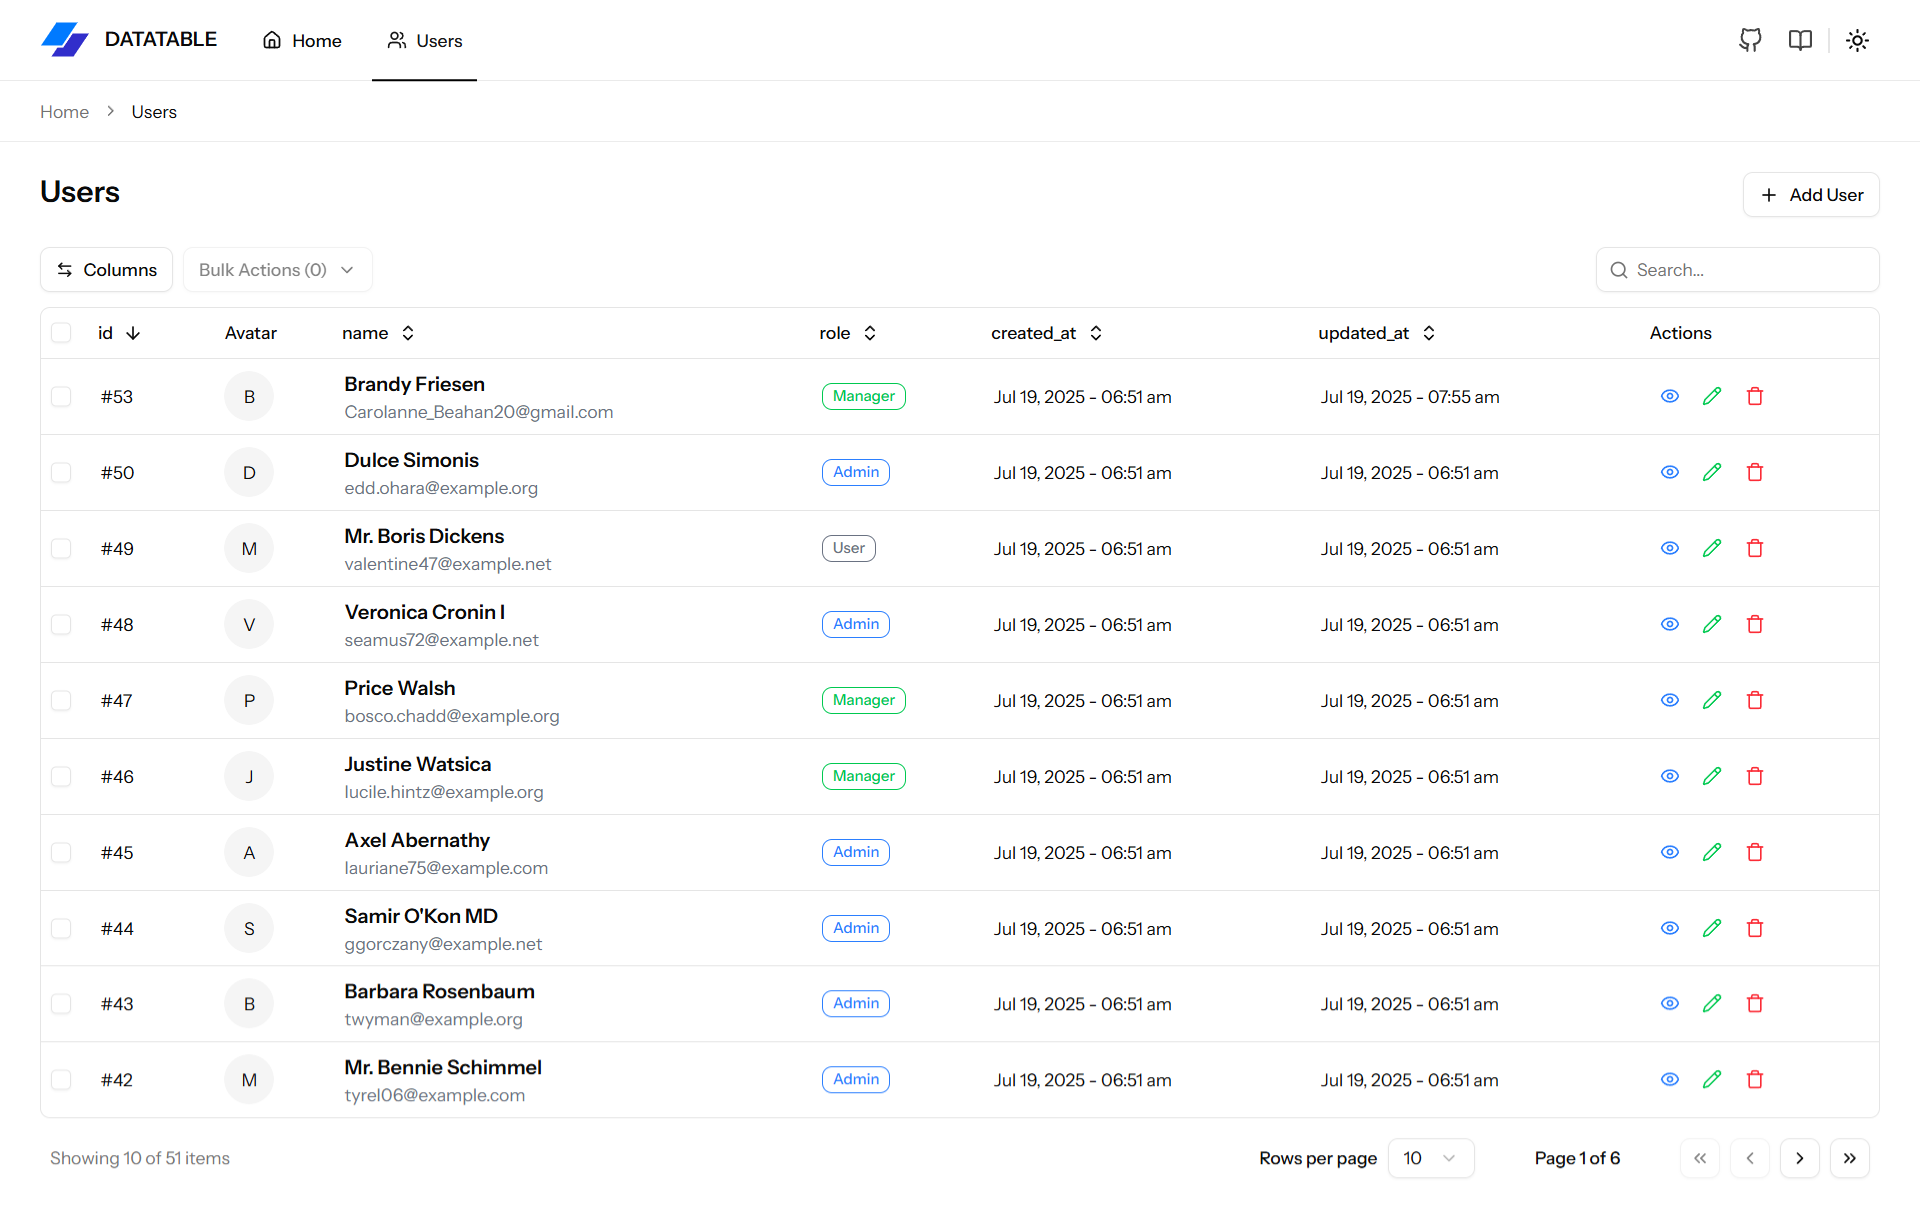 DATATABLE Home Users
Home Users
Users
Add User
Columns Bulk Actions (0) Search...
id Avatar name role created_at updated_at Actions
#53 B Brandy Friesen Manager Jul 19, 2025 - 06:51 am Jul 19, 2025 - 07:55 am
Carolanne_Beahan20@gmail.com
#50 D Dulce Simonis Admin Jul 19, 2025 - 06:51 am Jul 19, 2025 - 06:51 am
edd.ohara@example.org
#49 M Mr. Boris Dickens User Jul 19, 2025 - 06:51 am Jul 19, 2025 - 06:51 am
valentine47@example.net
#48 V Veronica Cronin I Admin Jul 19, 2025 - 06:51 am Jul 19, 2025 - 06:51 am
seamus72@example.net
#47 P Price Walsh Manager Jul 19, 2025 - 06:51 am Jul 19, 2025 - 06:51 am
bosco.chadd@example.org
#46 J Justine Watsica Manager Jul 19, 2025 - 06:51 am Jul 19, 2025 - 06:51 am
lucile.hintz@example.org
#45 A Axel Abernathy Admin Jul 19, 2025 - 06:51 am Jul 19, 2025 - 06:51 am
lauriane75@example.com
#44 S Samir O'Kon MD Admin Jul 19, 2025 - 06:51 am Jul 19, 2025 - 06:51 am
ggorczany@example.net
#43 B Barbara Rosenbaum Admin Jul 19, 2025 - 06:51 am Jul 19, 2025 - 06:51 am
twyman@example.org
#42 M Mr. Bennie Schimmel Admin Jul 19, 2025 - 06:51 am Jul 19, 2025 - 06:51 am
tyrel06@example.com
Showing 10 of 51 items Rows per page 10 Page 1 of 6